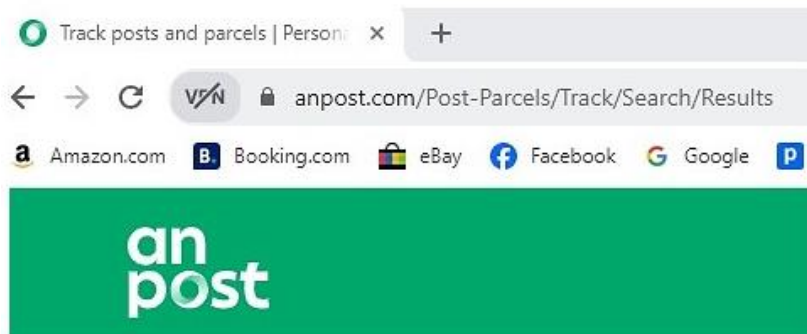 Track posts and parcels | Persona
VPN anpost.com/Post-Parcels/Track/Search/Results
a Amazon.com B. Booking.com eBay Facebook G Google p
an
post